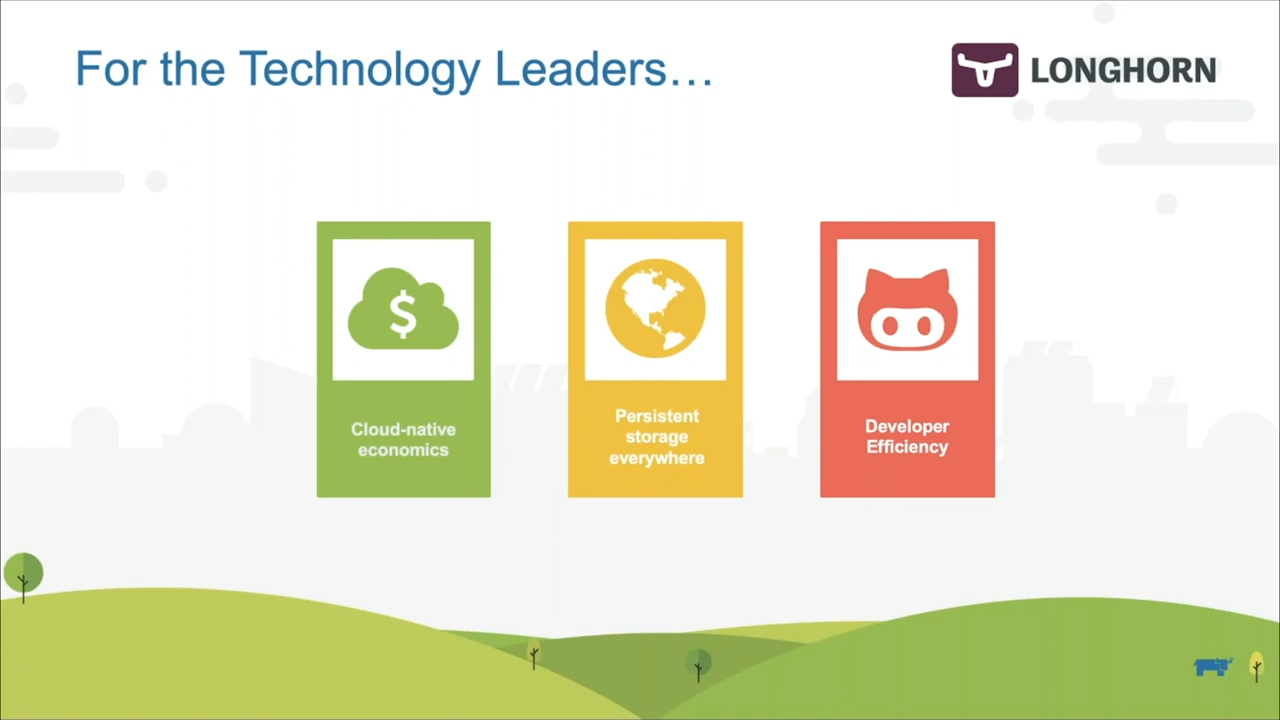 For the Technology Leaders…
LONGHORN
$
Cloud-native
economics
Persistent
storage
everywhere
Developer
Efficiency